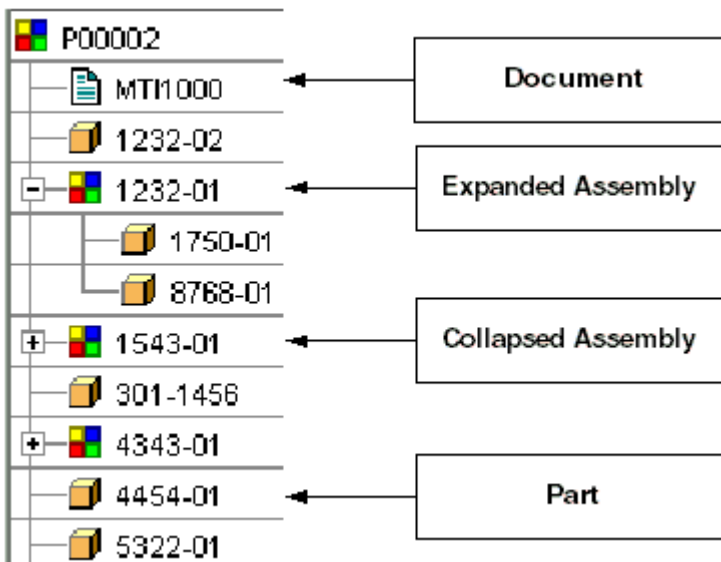 P00002
MTI1000
Document
1232-02
1232-01
Expanded Assembly
1750-01
8768-01
1543-01
Collapsed Assembly
301-1456
4343-01
4454-01
Part
5322-01